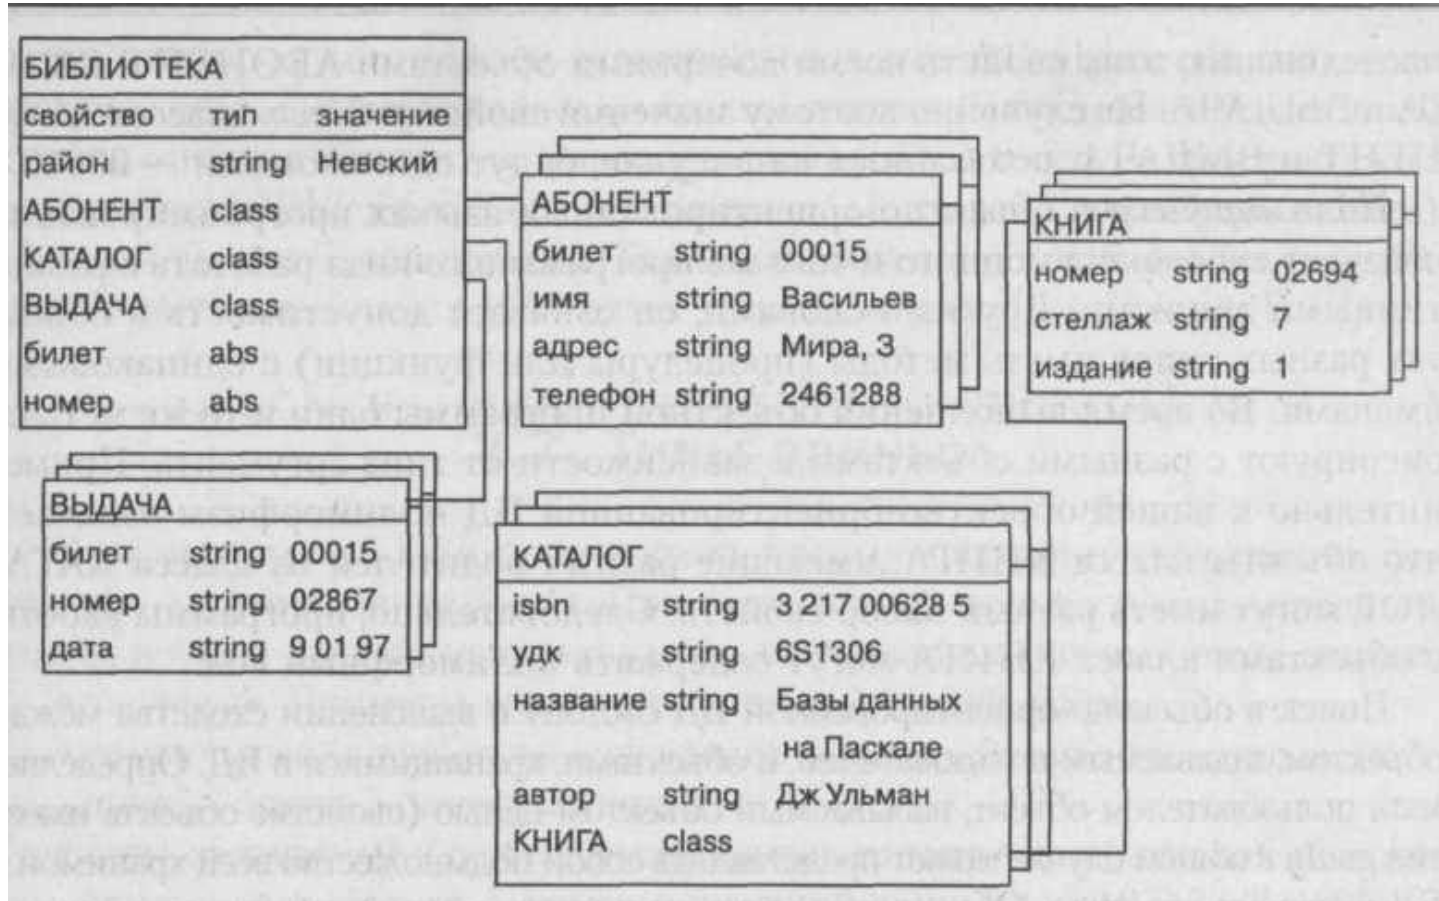 БИБЛИОТЕКА
свойство тип значение
район string Невский
АБОНЕНТ class
КАТАЛОГ class
ВЫДАЧА class
билет abs
номер abs
АБОНЕНТ
билет string 00015
имя string Васильев
адрес string Мира, 3
телефон string 2461288
КНИГА
номер string 02694
стеллаж string 7
издание string 1
ВЫДАЧА
билет string 00015
номер string 02867
дата string 9 01 97
КАТАЛОГ
isbn string 3 217 00628 5
удк string 6S1306
название string Базы данных
на Паскале
автор string Дж Ульман
КНИГА class